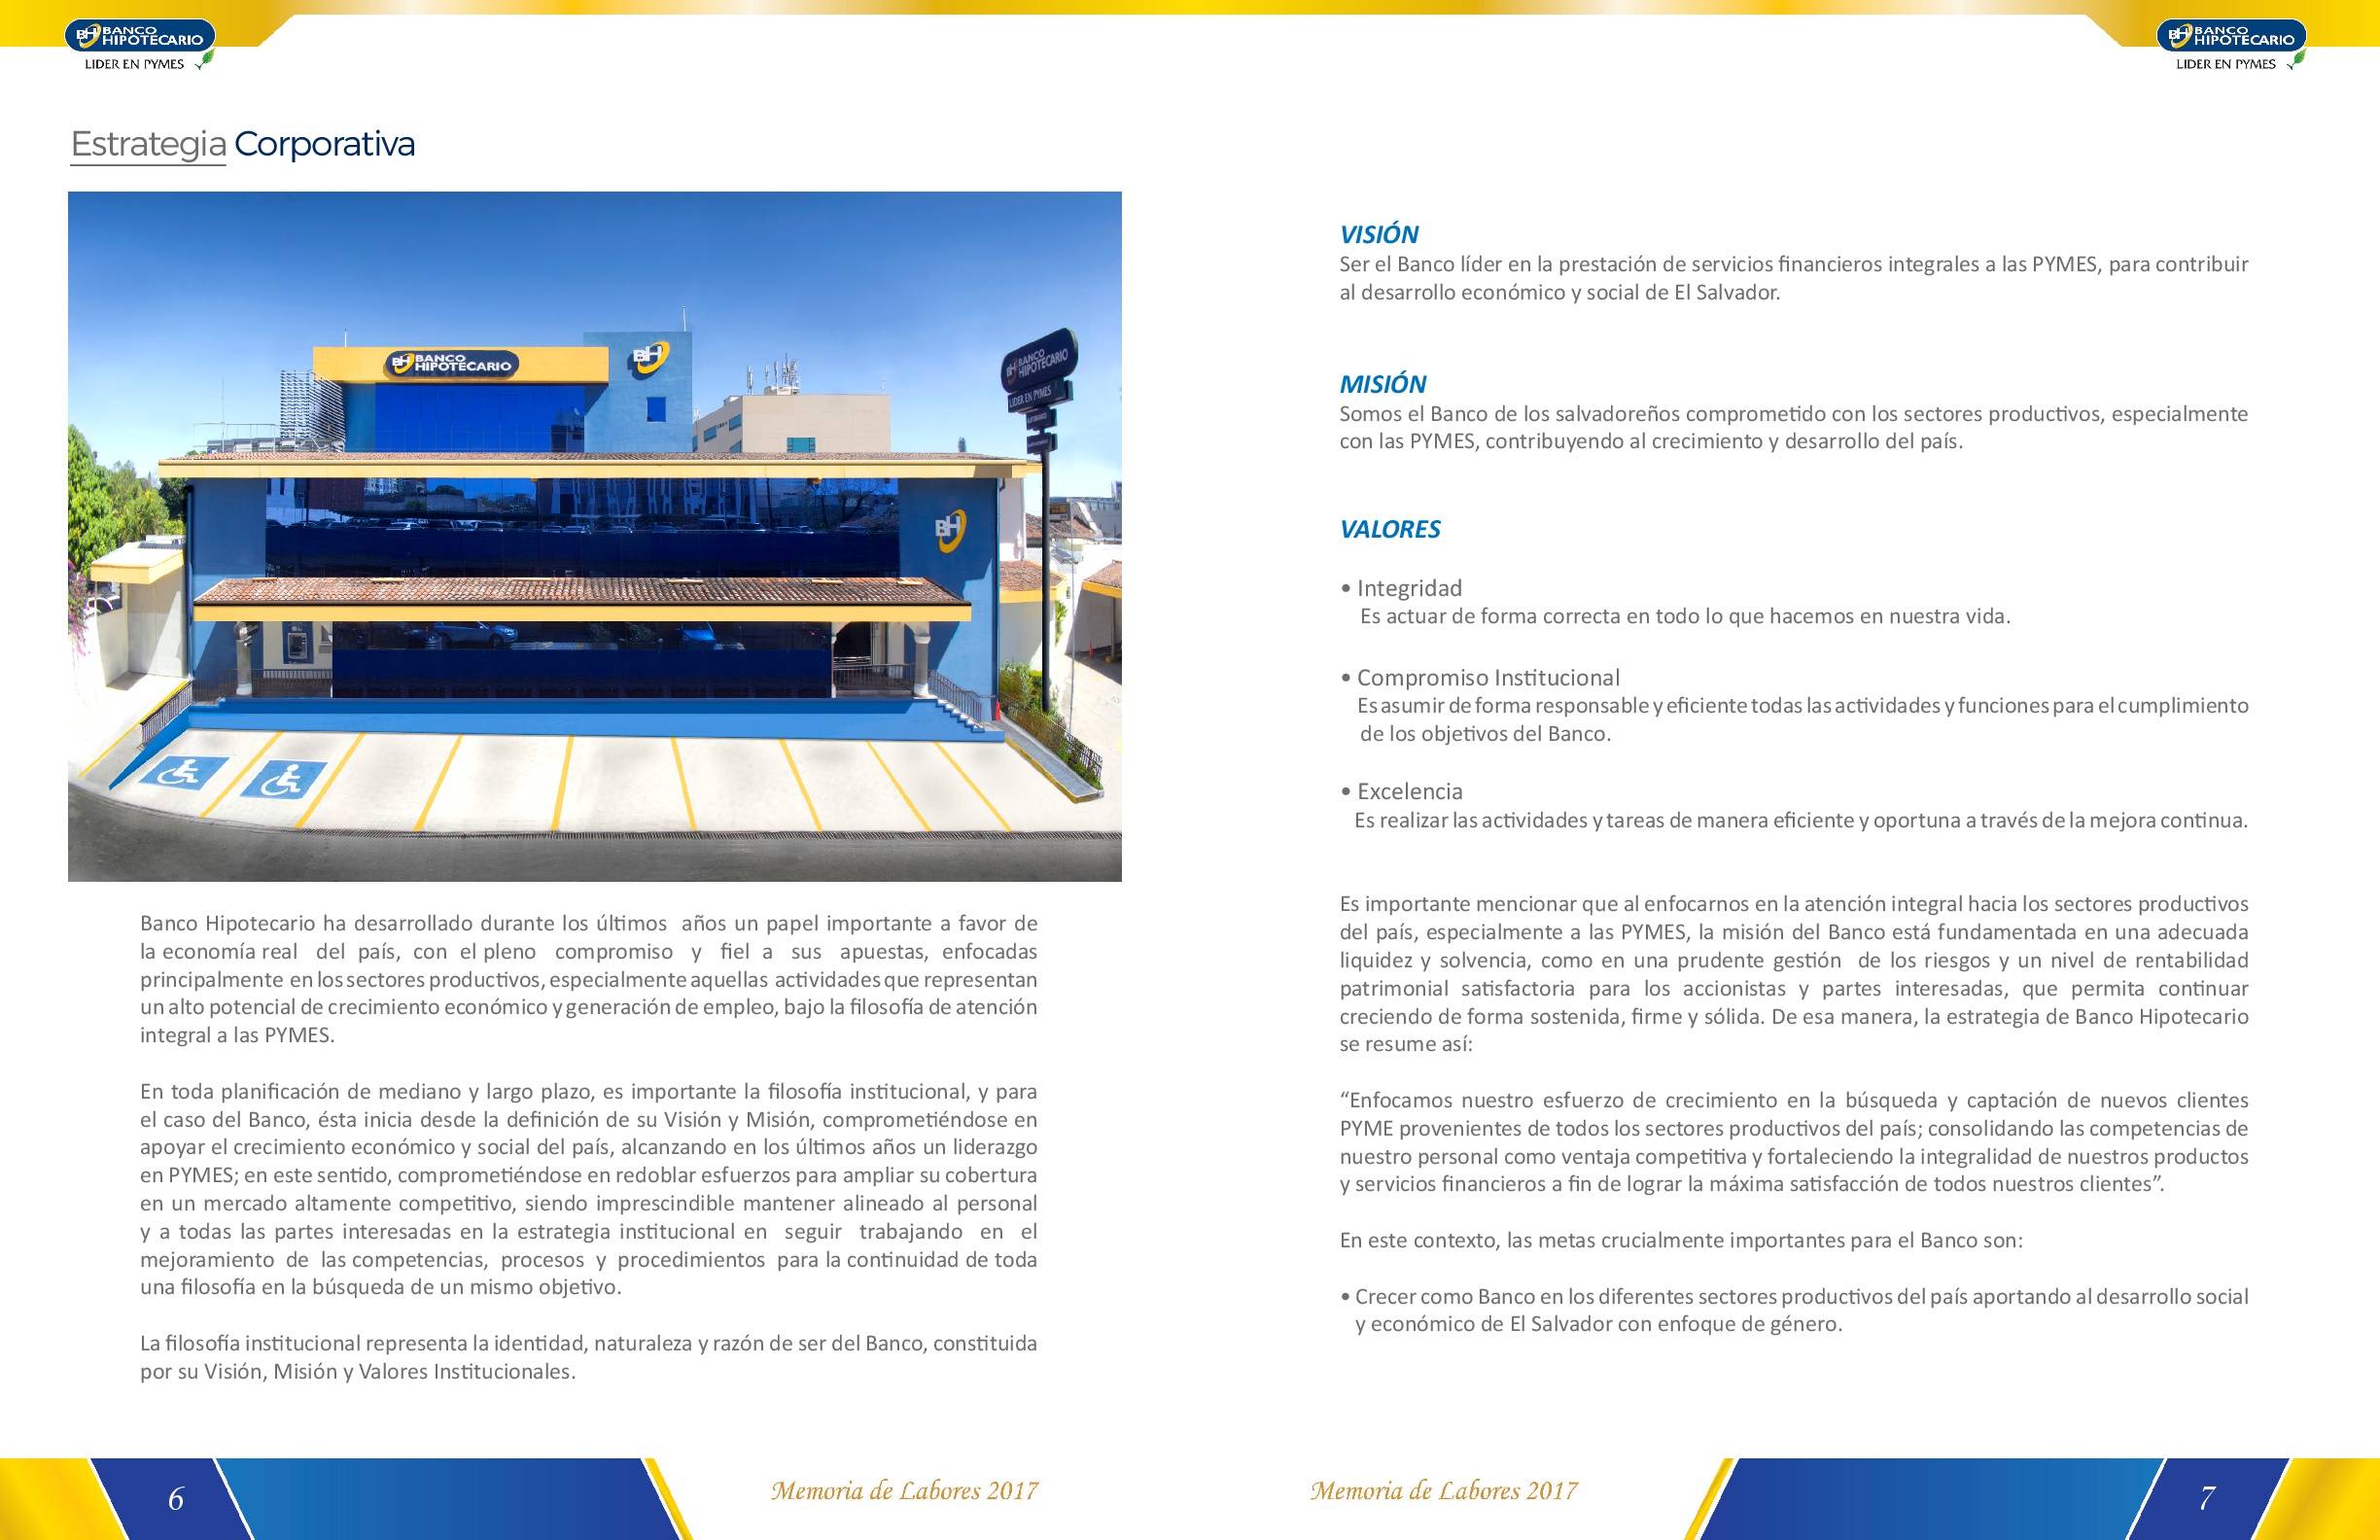 BH BANCO
HIPOTECARIO
LIDER EN PYMES
Estrategia Corporativa
BH BANCO
HIPOTECARIO
BH
BH BANCO
HIPOTECARIO
LIDER EN PYMES
BH
Banco Hipotecario ha desarrollado durante los últimos años un papel importante a favor de
la economía real del país, con el pleno compromiso y fiel a sus apuestas, enfocadas
principalmente en los sectores productivos, especialmente aquellas actividades que representan
un alto potencial de crecimiento económico y generación de empleo, bajo la filosofía de atención
integral a las PYMES.
En toda planificación de mediano y largo plazo, es importante la filosofía institucional, y para
el caso del Banco, ésta inicia desde la definición de su Visión y Misión, comprometiéndose en
apoyar el crecimiento económico y social del país, alcanzando en los últimos años un liderazgo
en PYMES; en este sentido, comprometiéndose en redoblar esfuerzos para ampliar su cobertura
en un mercado altamente competitivo, siendo imprescindible mantener alineado al personal
y a todas las partes interesadas en la estrategia institucional en seguir trabajando en el
mejoramiento de las competencias, procesos y procedimientos para la continuidad de toda
una filosofía en la búsqueda de un mismo objetivo.
La filosofía institucional representa la identidad, naturaleza y razón de ser del Banco, constituida
por su Visión, Misión y Valores Institucionales.
6
Memoria de Labores 2017
BH BANCO
HIPOTECARIO
LIDER EN PYMES
VISIÓN
Ser el Banco líder en la prestación de servicios financieros integrales a las PYMES, para contribuir
al desarrollo económico y social de El Salvador.
MISIÓN
Somos el Banco de los salvadoreños comprometido con los sectores productivos, especialmente
con las PYMES, contribuyendo al crecimiento y desarrollo del país.
VALORES
• Integridad
Es actuar de forma correcta en todo lo que hacemos en nuestra vida.
• Compromiso Institucional
Es asumir de forma responsable y eficiente todas las actividades y funciones para el cumplimiento
de los objetivos del Banco.
• Excelencia
Es realizar las actividades y tareas de manera eficiente y oportuna a través de la mejora continua.
Es importante mencionar que al enfocarnos en la atención integral hacia los sectores productivos
del país, especialmente a las PYMES, la misión del Banco está fundamentada en una adecuada
liquidez y solvencia, como en una prudente gestión de los riesgos y un nivel de rentabilidad
patrimonial satisfactoria para los accionistas y partes interesadas, que permita continuar
creciendo de forma sostenida, firme y sólida. De esa manera, la estrategia de Banco Hipotecario
se resume así:
“Enfocamos nuestro esfuerzo de crecimiento en la búsqueda y captación de nuevos clientes
PYME provenientes de todos los sectores productivos del país; consolidando las competencias de
nuestro personal como ventaja competitiva y fortaleciendo la integralidad de nuestros productos
y servicios financieros a fin de lograr la máxima satisfacción de todos nuestros clientes”.
En este contexto, las metas crucialmente importantes para el Banco son:
• Crecer como Banco en los diferentes sectores productivos del país aportando al desarrollo social
y económico de El Salvador con enfoque de género.
Memoria de Labores 2017
7